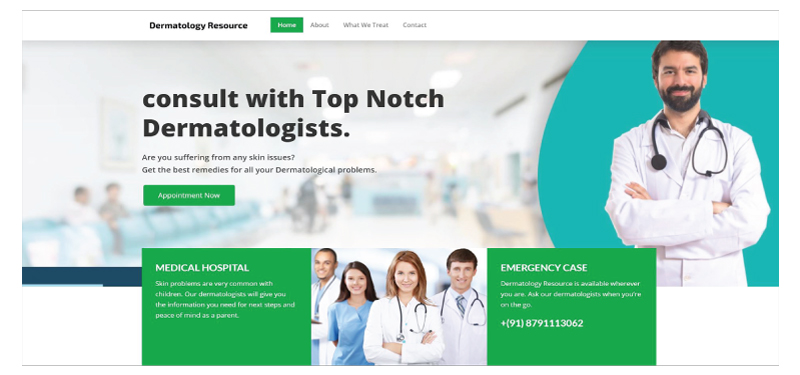 Dermatology Resource
Home About What We Treat Contact
consult with Top Notch
Dermatologists.
Are you suffering from any skin issues?
Get the best remedies for all your Dermatological problems.
Appointment Now
MEDICAL HOSPITAL
Skin problems are very common with
children. Our dermatologists will give you
the information you need for next steps and
peace of mind as a parent.
EMERGENCY CASE
Dermatology Resource is available wherever
you are. Ask our dermatologists when you're
on the go.
+(91) 8791113062